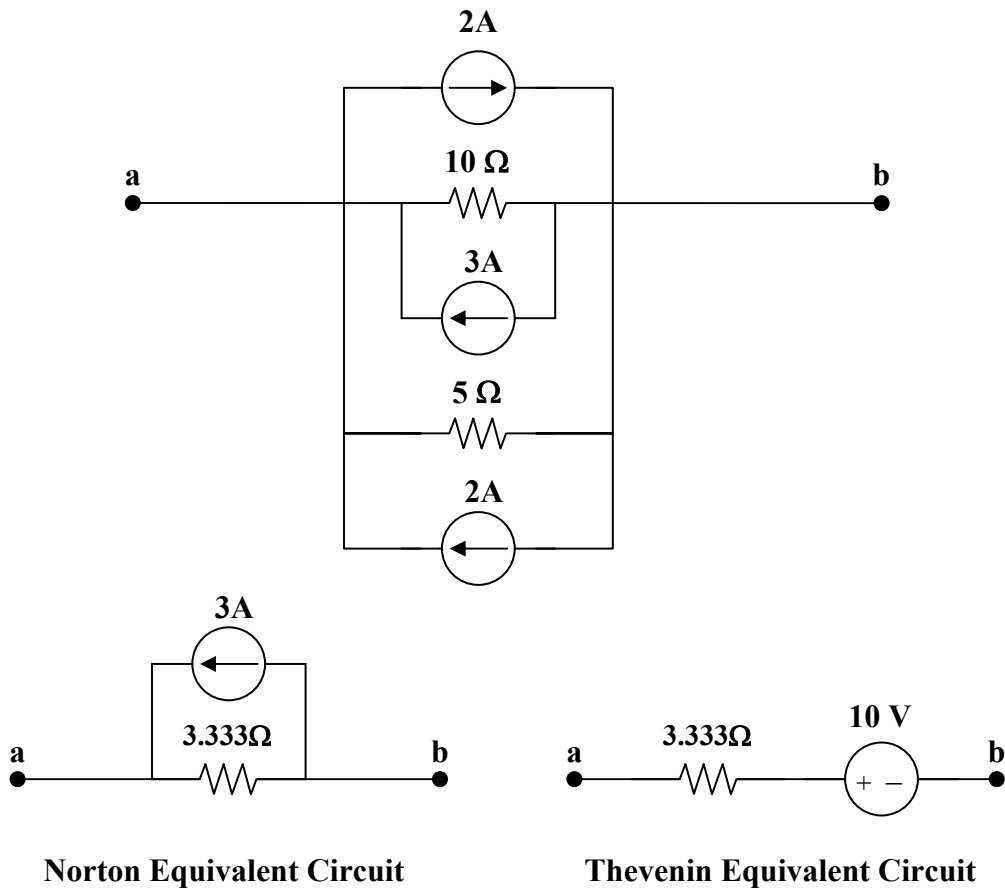 2A
10 Ω
a b
3A
5 Ω
2A
3A
3.333Ω
a b
10 V
3.333Ω
a b
+ −
Norton Equivalent Circuit
Thevenin Equivalent Circuit